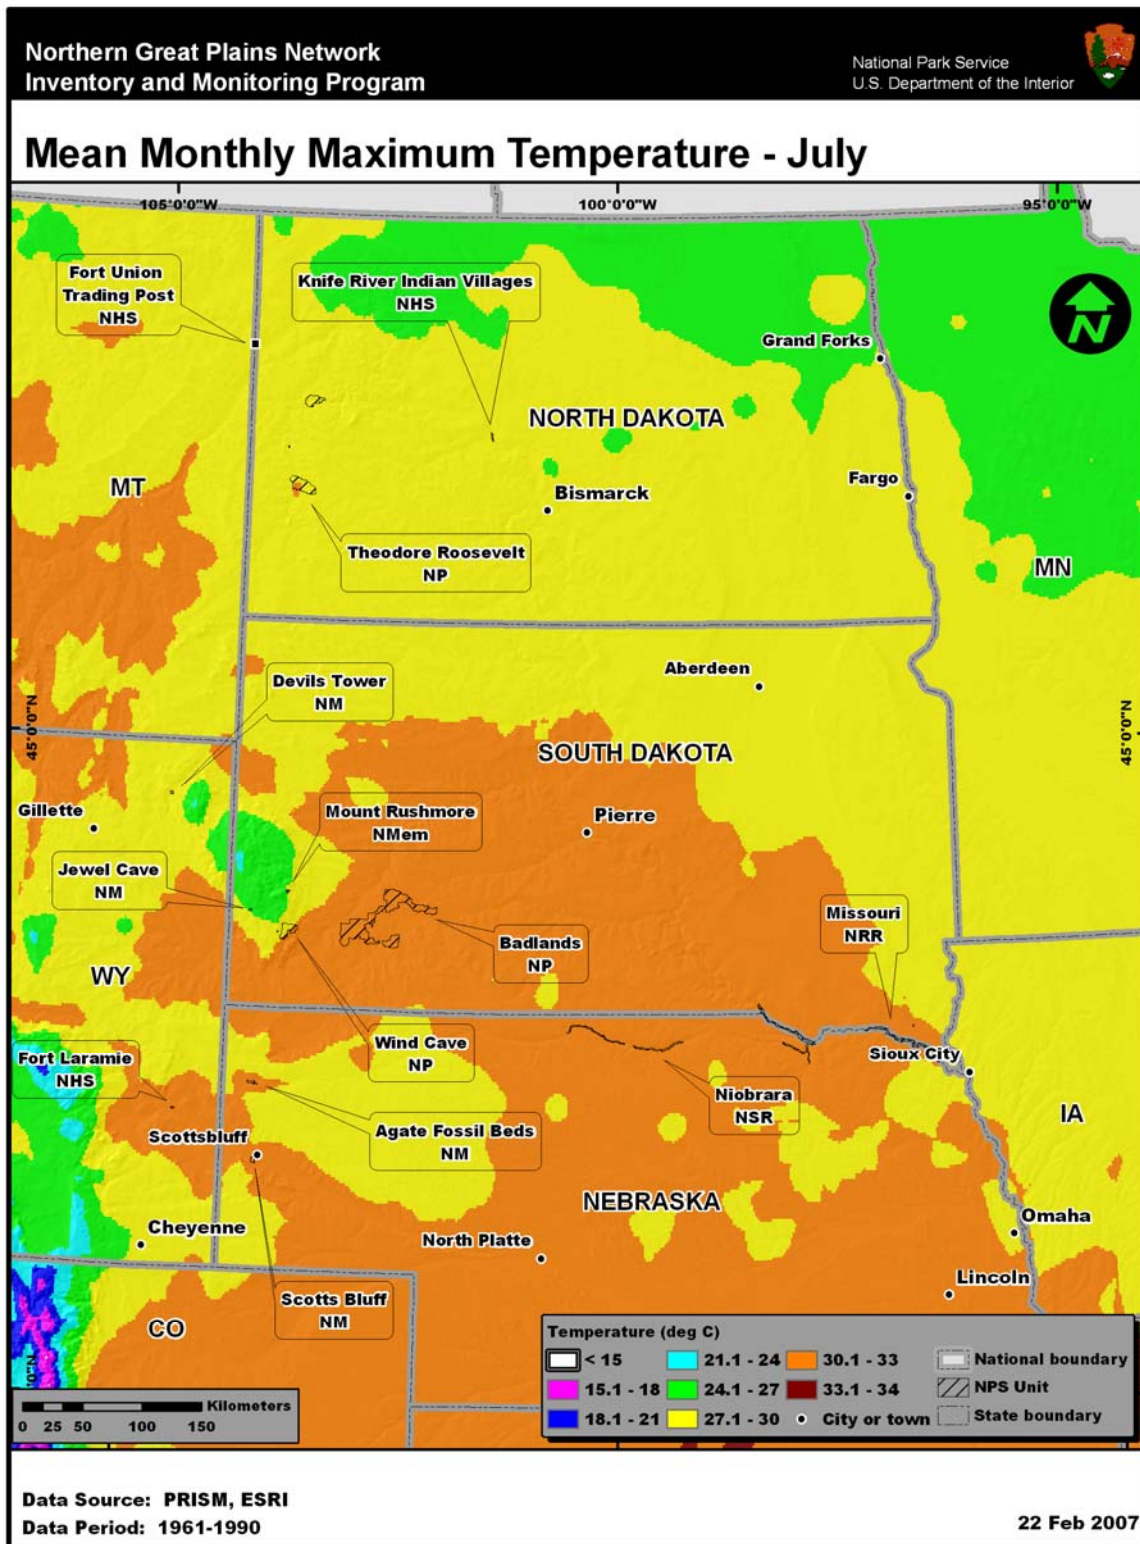 Northern Great Plains Network
Inventory and Monitoring Program
National Park Service
U.S. Department of the Interior
Mean Monthly Maximum Temperature - July
105°0'0"W
100°0'0"W
95°0'0"W
Fort Union
Trading Post
NHS
Knife River Indian Villages
NHS
N
Grand Forks
NORTH DAKOTA
MT
Bismarck
Fargo
Theodore Roosevelt
NP
MN
Aberdeen
Devils Tower
NM
45°0'0"N
45°0'0"N
SOUTH DAKOTA
Gillette
Mount Rushmore
NMem
Pierre
Jewel Cave
NM
Missouri
NRR
Badlands
NP
WY
Wind Cave
NP
Fort Laramie
NHS
Sioux City
Niobrara
NSR
IA
Scottsbluff
Agate Fossil Beds
NM
NEBRASKA
Cheyenne
North Platte
Omaha
Lincoln
Scotts Bluff
NM
CO
Temperature (deg C)
< 15
21.1 - 24
30.1 - 33
National boundary
15.1 - 18
24.1 - 27
33.1 - 34
NPS Unit
18.1 - 21
27.1 - 30
City or town
State boundary
Kilometers
0 25 50 100 150
Data Source: PRISM, ESRI
Data Period: 1961-1990
22 Feb 2007